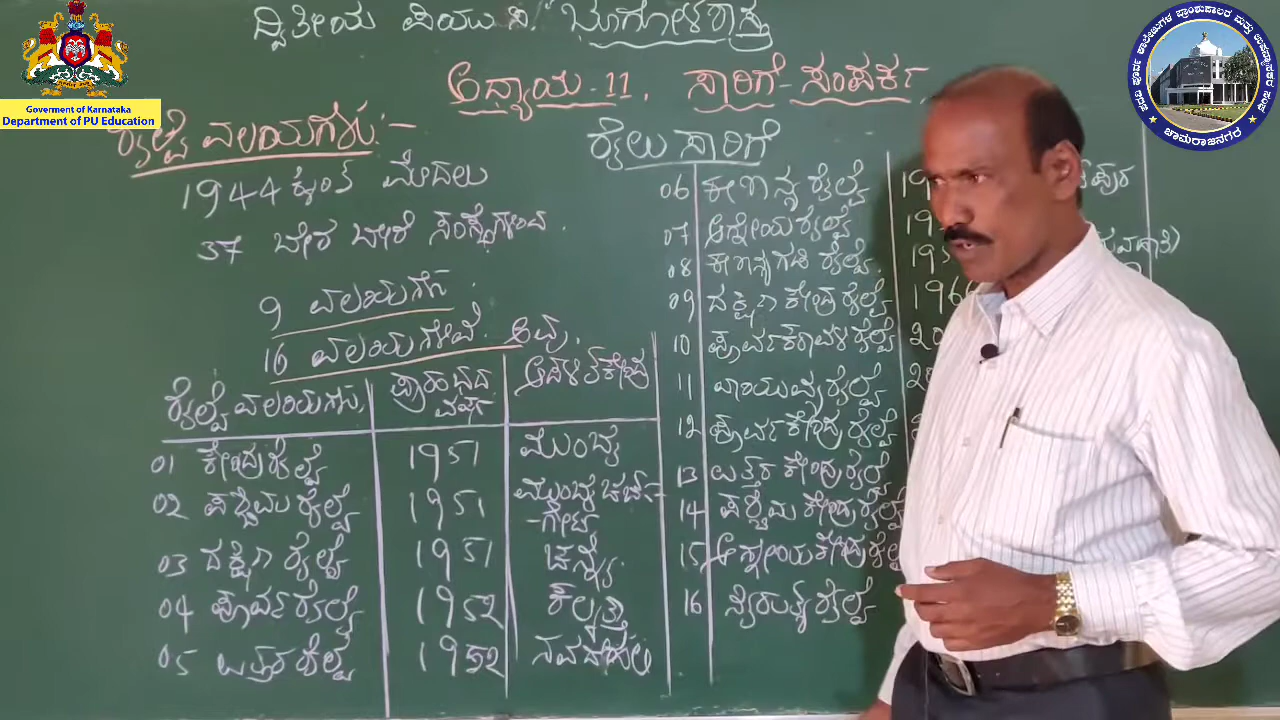 Goverment of Karnataka
Department of PU Education
ಚಾಮರಾಜನಗರ
ದ್ವಿತೀಯ ಪಿಯುಸಿ ಭೂಗೋಳಶಾಸ್ತ್ರ
ಅಧ್ಯಾಯ-11. ಸಾರಿಗೆ-ಸಂಪರ್ಕ
ರೈಲ್ವೆ ವಲಯಗಳು:-
ರೈಲು ಸಾರಿಗೆ
1944 ಕ್ಕಿಂತ ಮೊದಲು
37 ಬೇರೆ ಬೇರೆ ಸಂಸ್ಥೆಗಳಿಂದ.
9 ವಲಯಗಳ
16 ವಲಯಗಳಿವೆ. ಅವು.
ರೈಲ್ವೆ ವಲಯಗಳು. ಪ್ರಾರಂಭದ ವರ್ಷ ಆಡಳಿತ ಕೇಂದ್ರ
01 ಕೇಂದ್ರ ರೈಲ್ವೆ 1951 ಮುಂಬೈ
02 ಪಶ್ಚಿಮ ರೈಲ್ವೆ 1951 ಮುಂಬೈ ಚರ್ಚ್
-ಗೇಟ್
03 ದಕ್ಷಿಣ ರೈಲ್ವೆ 1951 ಚೆನ್ನೈ.
04 ಪೂರ್ವ ರೈಲ್ವೆ 1952 ಕಲ್ಕತ್ತಾ
05 ಉತ್ತರ ರೈಲ್ವೆ 1952 ನವದೆಹಲಿ
06 ಈಶಾನ್ಯ ರೈಲ್ವೆ
07 ಆಗ್ನೇಯ ರೈಲ್ವೆ
08 ಈಶಾನ್ಯ ಗಡಿ ರೈಲ್ವೆ.
09 ದಕ್ಷಿಣ ಕೇಂದ್ರ ರೈಲ್ವೆ
10 ಪೂರ್ವ ಕರಾವಳಿ ರೈಲ್ವೆ
11 ವಾಯುವ್ಯ ರೈಲ್ವೆ
12 ಪೂರ್ವ ಕೇಂದ್ರ ರೈಲ್ವೆ
13 ಉತ್ತರ ಕೇಂದ್ರ ರೈಲ್ವೆ
14 ಪಶ್ಚಿಮ ಕೇಂದ್ರ ರೈಲ್ವೆ
15 ಆಗ್ನೇಯ ಕೇಂದ್ರ ರೈಲ್ವೆ
16 ನೈರುತ್ಯ ರೈಲ್ವೆ